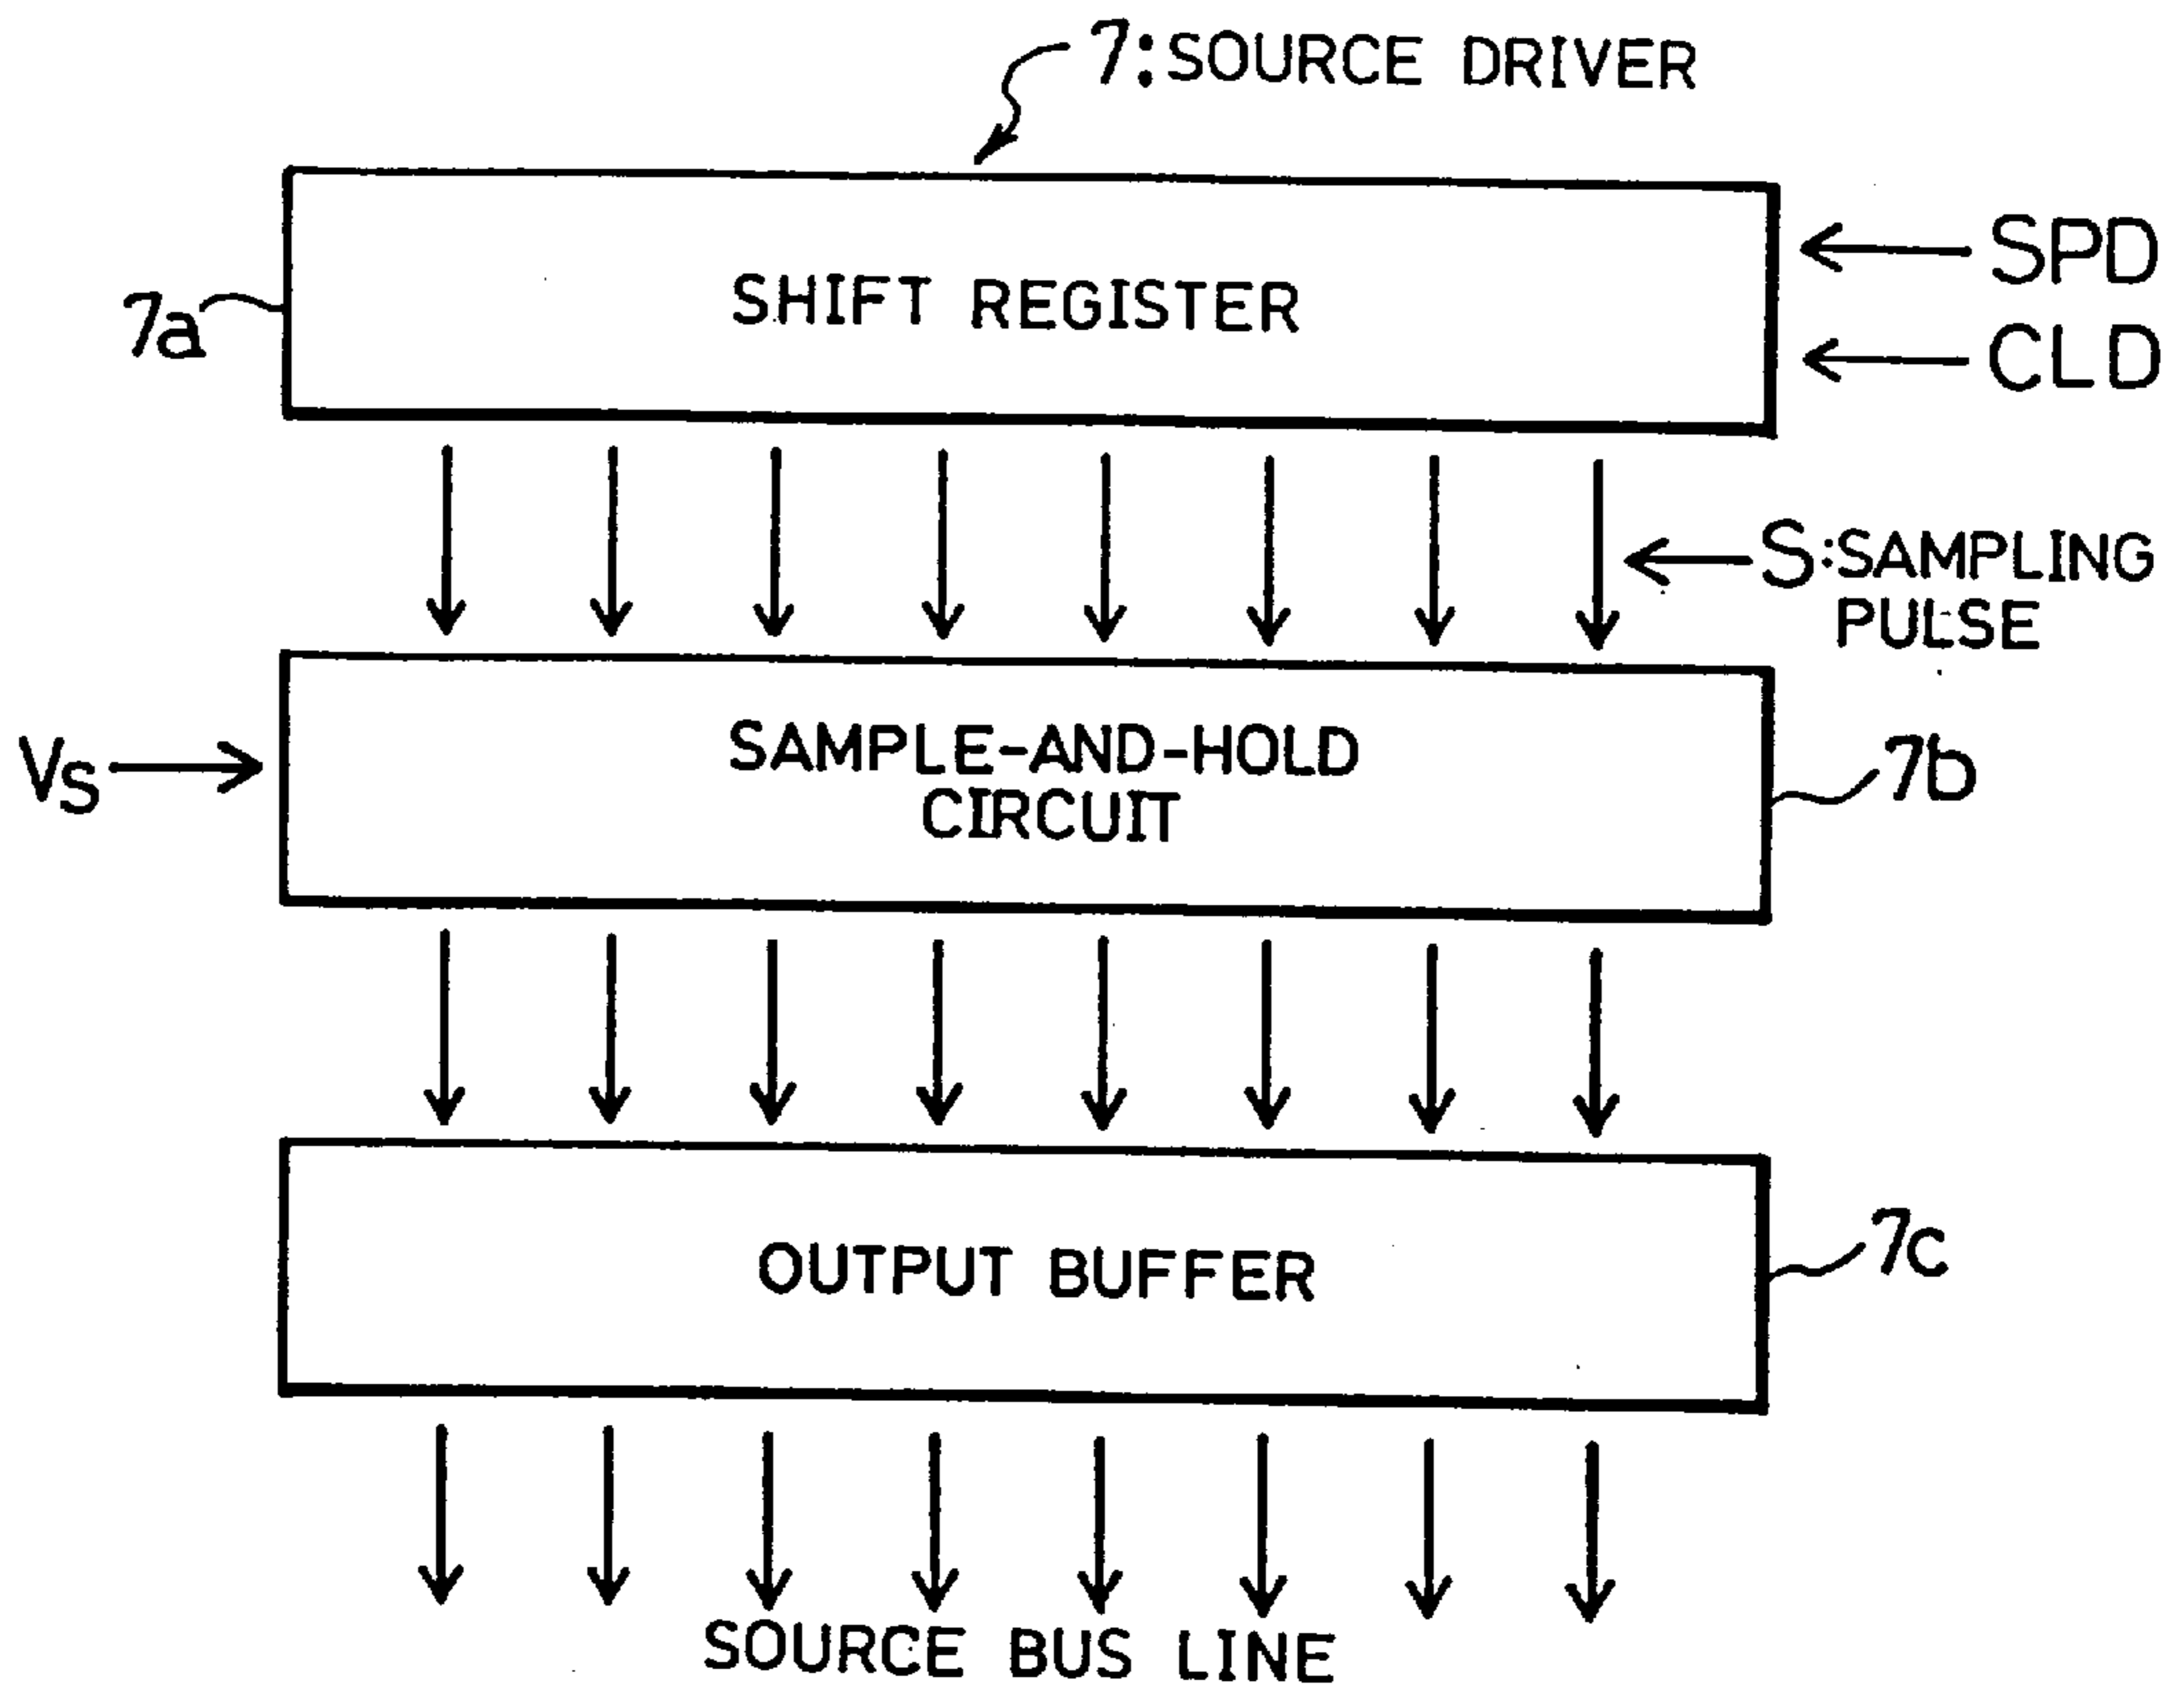 7:SOURCE DRIVER
SHIFT REGISTER
7a
SPD
CLD
S:SAMPLING
PULSE
SAMPLE-AND-HOLD
CIRCUIT
VS
7b
OUTPUT BUFFER
7c
SOURCE BUS LINE